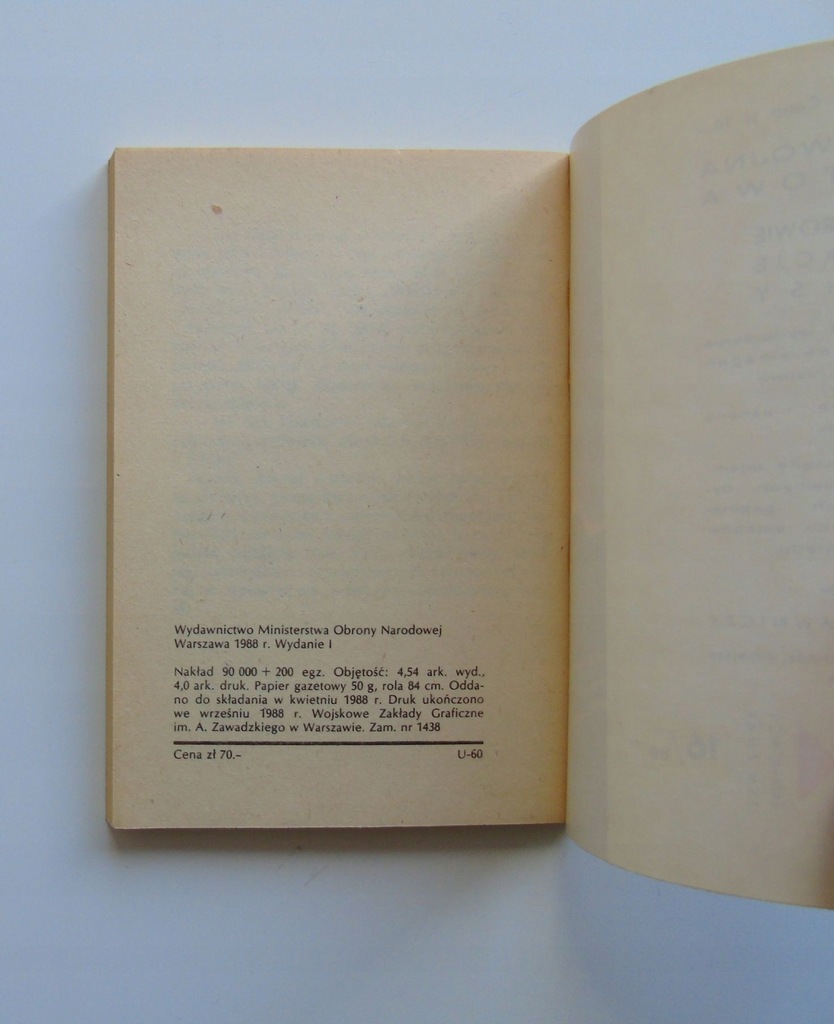 Wydawnictwo Ministerstwa Obrony Narodowej
Warszawa 1988 r. Wydanie I
Nakład 90 000 + 200 egz. Objętość: 4,54 ark. wyd.,
4,0 ark. druk. Papier gazetowy 50 g, rola 84 cm. Odda-
no do składania w kwietniu 1988 r. Druk ukończono
we wrześniu 1988 r. Wojskowe Zakłady Graficzne
im. A. Zawadzkiego w Warszawie. Zam. nr 1438
Cena zł 70.– U-60